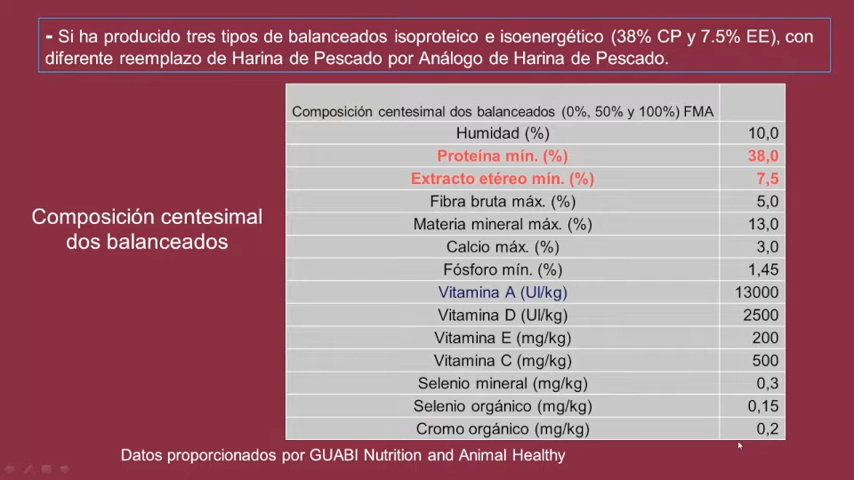 - Si ha producido tres tipos de balanceados isoproteico e isoenergético (38% CP y 7.5% EE), con
diferente reemplazo de Harina de Pescado por Análogo de Harina de Pescado.
Composición centesimal
dos balanceados
Composición centesimal dos balanceados (0%, 50% y 100%) FMA
Humidad (%) 10,0
Proteína mín. (%) 38,0
Extracto etéreo mín. (%) 7,5
Fibra bruta máx. (%) 5,0
Materia mineral máx. (%) 13,0
Calcio máx. (%) 3,0
Fósforo mín. (%) 1,45
Vitamina A (UI/kg) 13000
Vitamina D (UI/kg) 2500
Vitamina E (mg/kg) 200
Vitamina C (mg/kg) 500
Selenio mineral (mg/kg) 0,3
Selenio orgánico (mg/kg) 0,15
Cromo orgánico (mg/kg) 0,2
Datos proporcionados por GUABI Nutrition and Animal Healthy